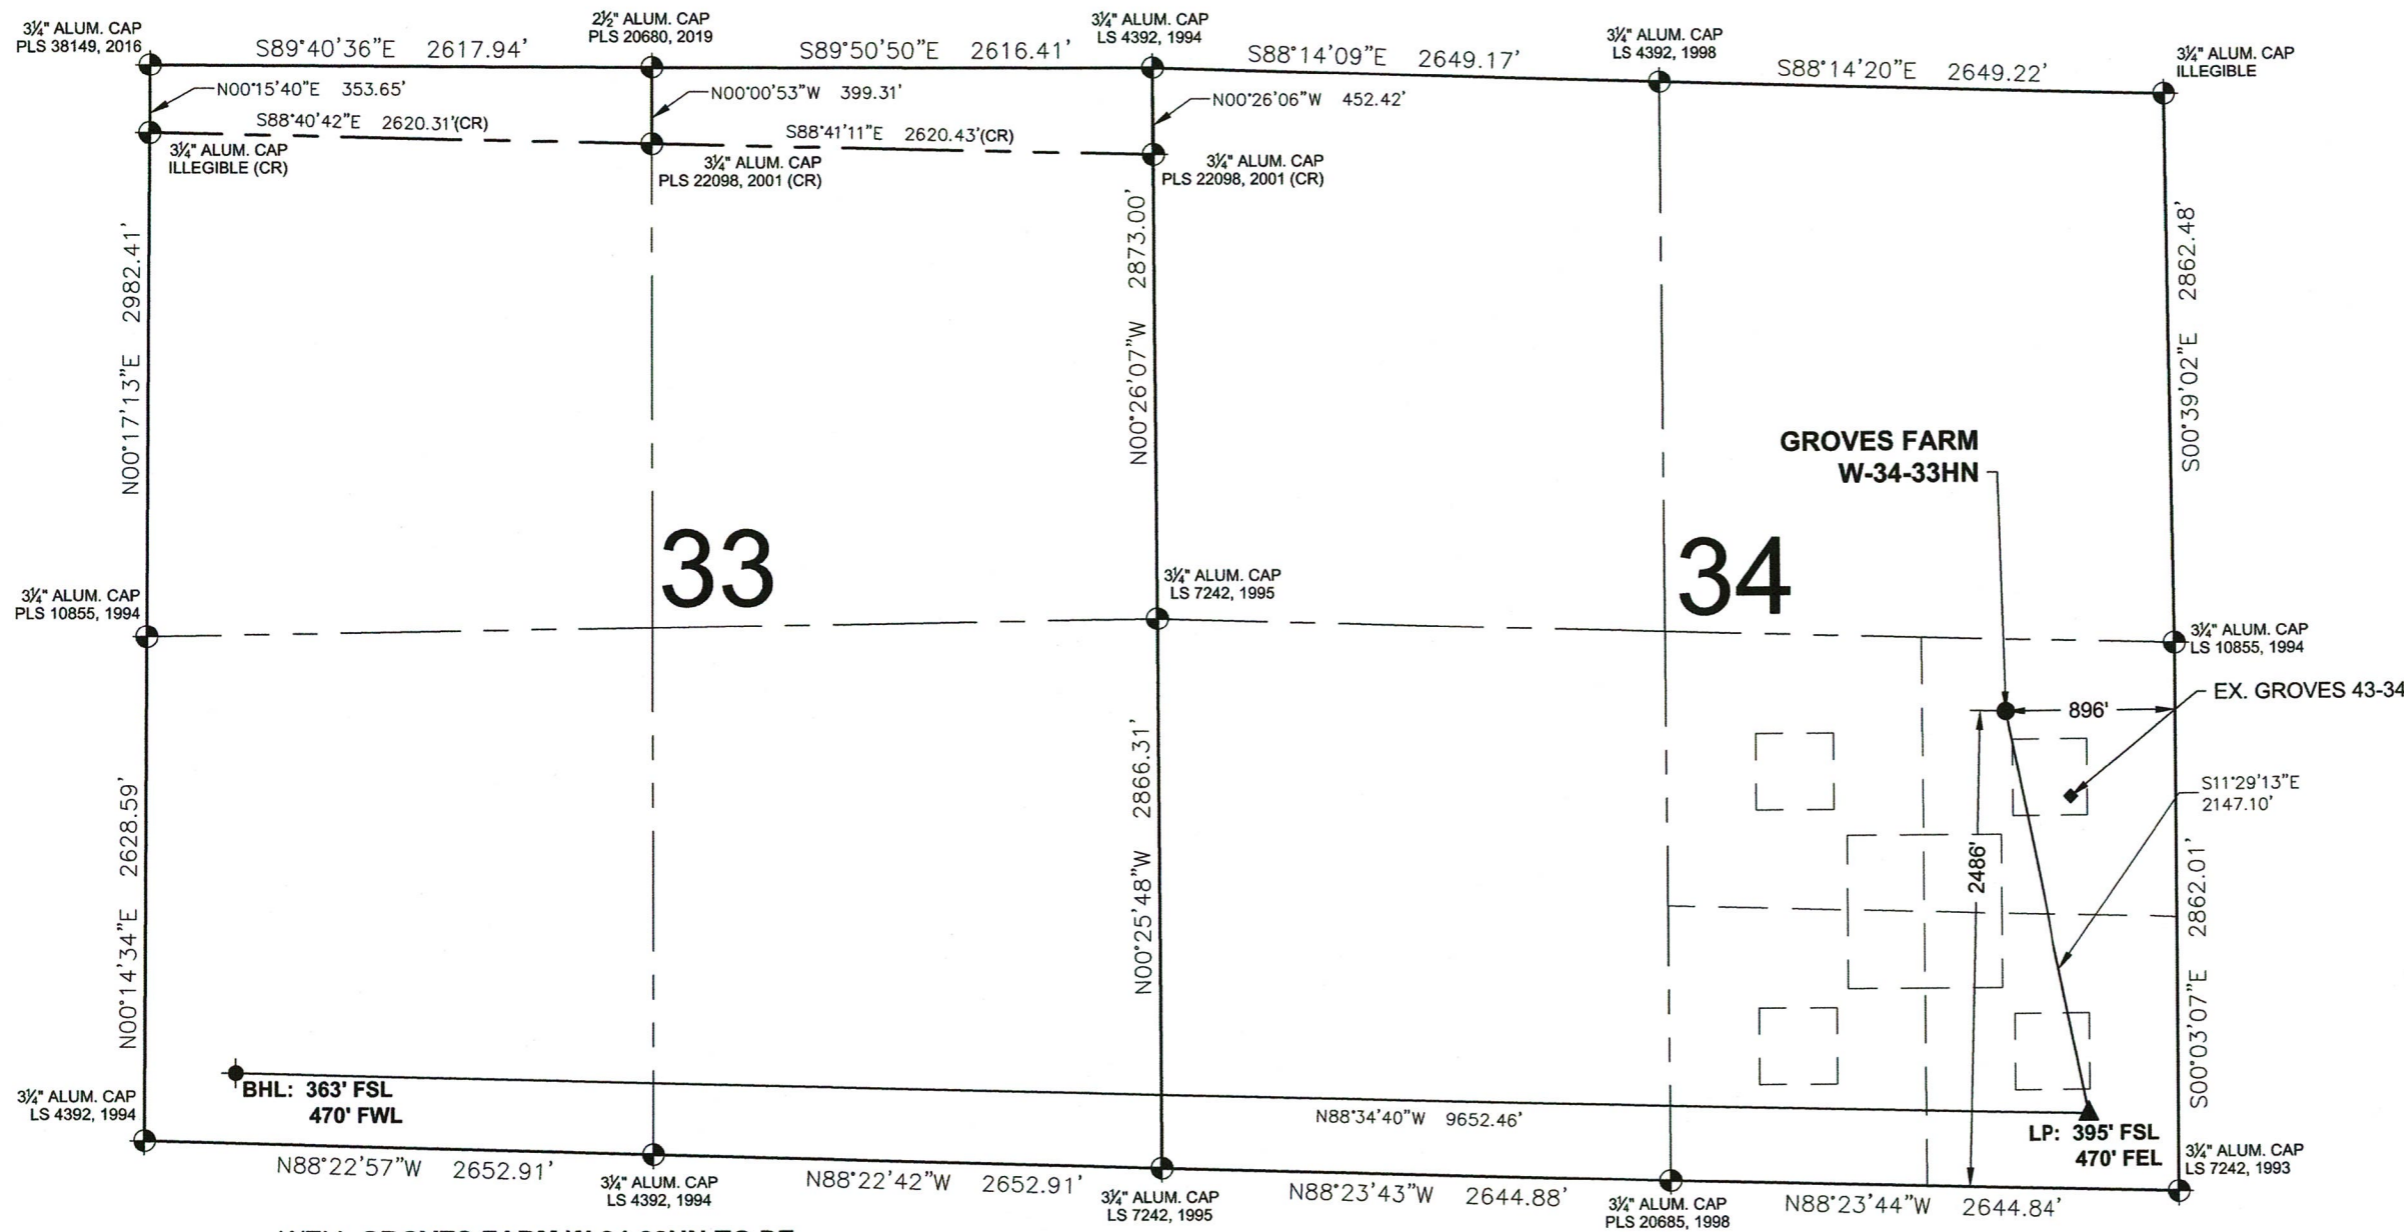 3¼" ALUM. CAP
PLS 38149, 2016
S89°40'36"E 2617.94'
2½" ALUM. CAP
PLS 20680, 2019
S89°50'50"E 2616.41'
3¼" ALUM. CAP
LS 4392, 1994
S88°14'09"E 2649.17'
3¼" ALUM. CAP
LS 4392, 1998
S88°14'20"E 2649.22'
3¼" ALUM. CAP
ILLEGIBLE
N00°15'40"E 353.65'
N00°00'53"W 399.31'
N00°26'06"W 452.42'
S88°40'42"E 2620.31'(CR)
S88°41'11"E 2620.43'(CR)
3¼" ALUM. CAP
ILLEGIBLE (CR)
3¼" ALUM. CAP
PLS 22098, 2001 (CR)
3¼" ALUM. CAP
PLS 22098, 2001 (CR)
N00°17'13"E 2982.41'
N00°26'07"W 2873.00'
S00°39'02"E 2862.48'
GROVES FARM
W-34-33HN
33
34
3¼" ALUM. CAP
PLS 10855, 1994
3¼" ALUM. CAP
LS 7242, 1995
3¼" ALUM. CAP
LS 10855, 1994
EX. GROVES 43-34
896'
S11°29'13"E
2147.10'
2486'
N00°14'34"E 2628.59'
N00°25'48"W 2866.31'
S00°03'07"E 2862.01'
BHL: 363' FSL
470' FWL
N88°34'40"W 9652.46'
LP: 395' FSL
470' FEL
3¼" ALUM. CAP
LS 4392, 1994
N88°22'57"W 2652.91'
3¼" ALUM. CAP
LS 4392, 1994
N88°22'42"W 2652.91'
3¼" ALUM. CAP
LS 7242, 1995
N88°23'43"W 2644.88'
3¼" ALUM. CAP
PLS 20685, 1998
N88°23'44"W 2644.84'
3¼" ALUM. CAP
LS 7242, 1993
WELL GROVES FARM W-34-33HN TO BE